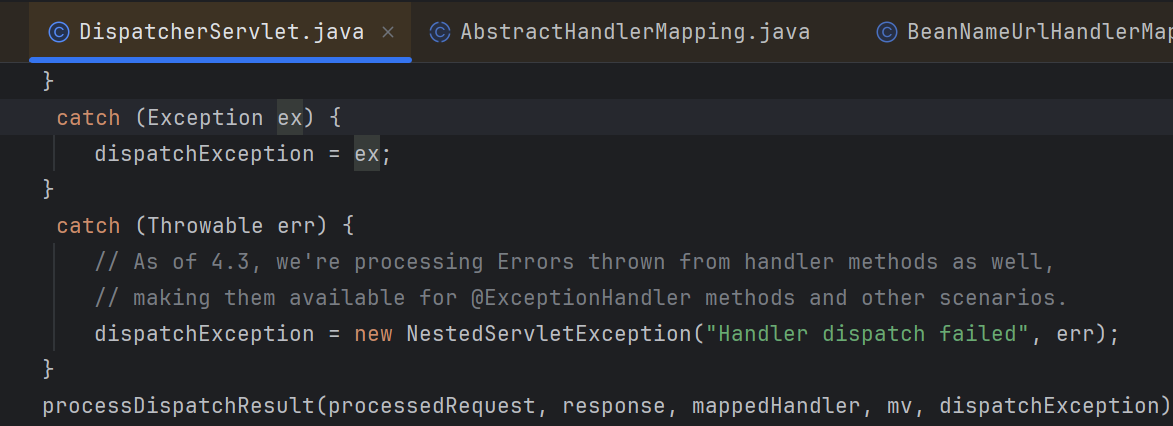 DispatcherServlet.java × AbstractHandlerMapping.java BeanNameUrlHandlerMap
}
catch (Exception ex) {
dispatchException = ex;
}
catch (Throwable err) {
// As of 4.3, we're processing Errors thrown from handler methods as well,
// making them available for @ExceptionHandler methods and other scenarios.
dispatchException = new NestedServletException("Handler dispatch failed", err);
}
processDispatchResult(processedRequest, response, mappedHandler, mv, dispatchException)